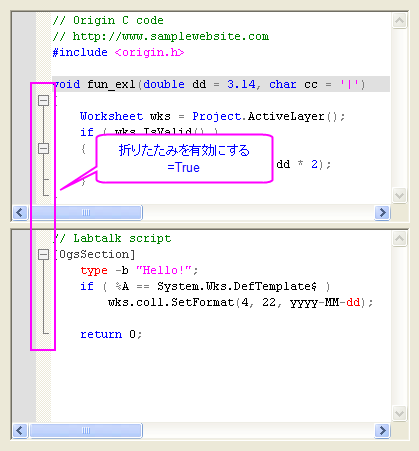 // Origin C code
// http://www.samplewebsite.com
#include <origin.h>
void fun_ex1(double dd = 3.14, char cc = '|')
{
Worksheet wks = Project.ActiveLayer();
if ( wks.IsValid() )
{
折りたたみを有効にする
=True
dd * 2);
}
// Labtalk script
[OgsSection]
type -b "Hello!";
if ( %A == System.Wks.DefTemplate$ )
wks.coll.SetFormat(4, 22, yyyy-MM-dd);
return 0;